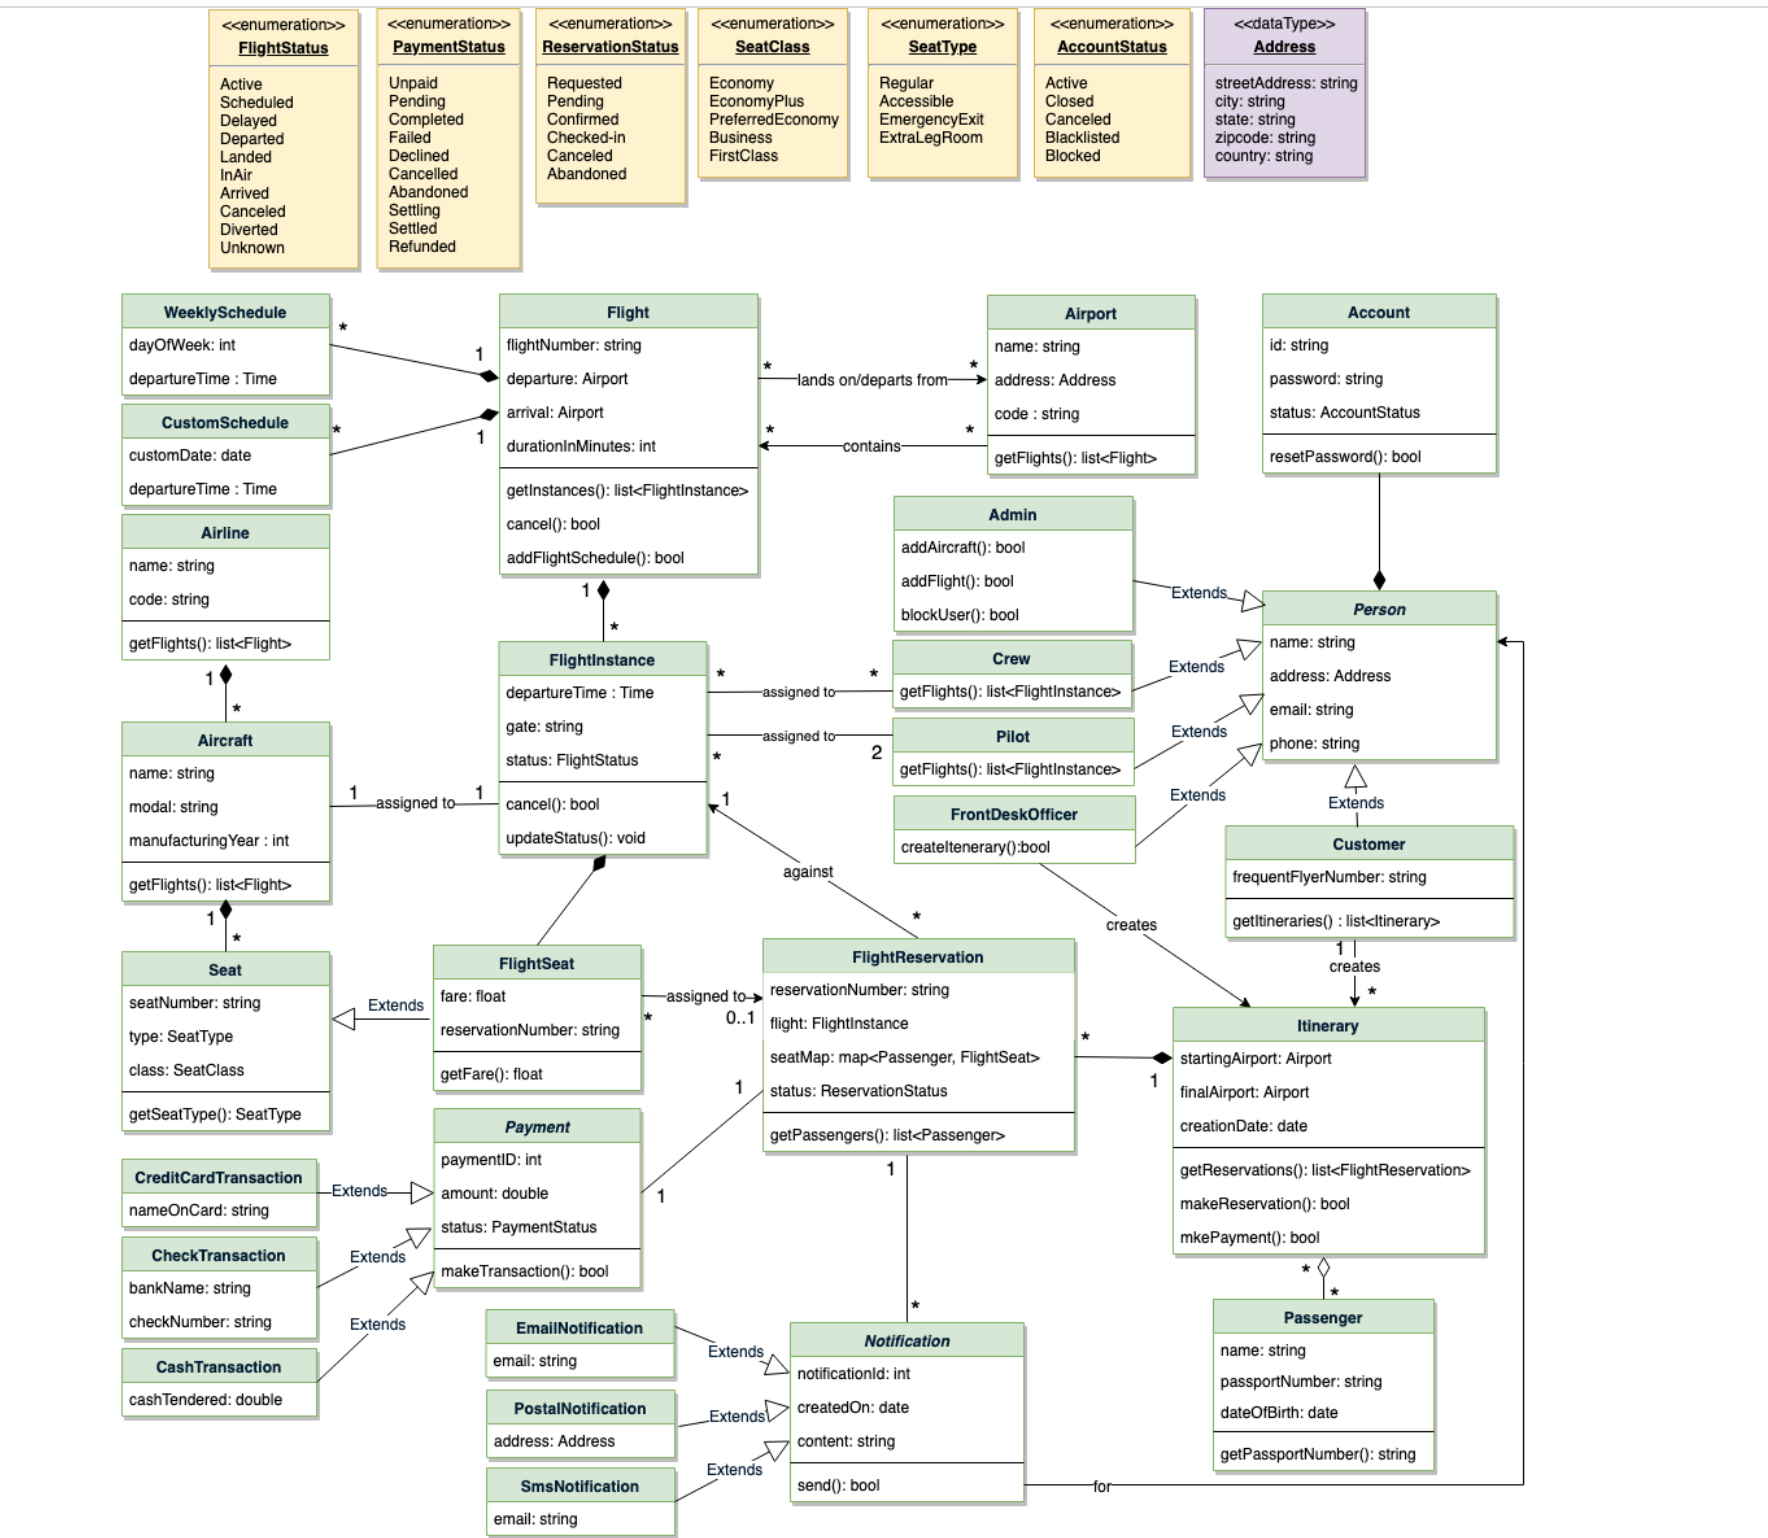 <<enumeration>>
FlightStatus
Active
Scheduled
Delayed
Departed
Landed
InAir
Arrived
Canceled
Diverted
Unknown
<<enumeration>>
PaymentStatus
Unpaid
Pending
Completed
Failed
Declined
Cancelled
Abandoned
Settling
Settled
Refunded
<<enumeration>>
ReservationStatus
Requested
Pending
Confirmed
Checked-in
Canceled
Abandoned
<<enumeration>>
SeatClass
Economy
EconomyPlus
PreferredEconomy
Business
FirstClass
<<enumeration>>
SeatType
Regular
Accessible
EmergencyExit
ExtraLegRoom
<<enumeration>>
AccountStatus
Active
Closed
Canceled
Blacklisted
Blocked
<<dataType>>
Address
streetAddress: string
city: string
state: string
zipcode: string
country: string
WeeklySchedule
dayOfWeek: int
departureTime : Time
*
1
CustomSchedule
customDate: date
departureTime : Time
*
1
Flight
flightNumber: string
departure: Airport
arrival: Airport
durationInMinutes: int
getInstances(): list<FlightInstance>
cancel(): bool
addFlightSchedule(): bool
*
lands on/departs from
*
*
contains
*
Airport
name: string
address: Address
code : string
getFlights(): list<Flight>
Account
id: string
password: string
status: AccountStatus
resetPassword(): bool
Airline
name: string
code: string
getFlights(): list<Flight>
1
*
1
*
Admin
addAircraft(): bool
addFlight(): bool
blockUser(): bool
Extends
Person
name: string
address: Address
email: string
phone: string
FlightInstance
departureTime : Time
gate: string
status: FlightStatus
cancel(): bool
updateStatus(): void
*
assigned to
*
Crew
getFlights(): list<FlightInstance>
Extends
*
assigned to
2
Pilot
getFlights(): list<FlightInstance>
Extends
FrontDeskOfficer
createItenerary():bool
Extends
Extends
Aircraft
name: string
modal: string
manufacturingYear : int
getFlights(): list<Flight>
1
assigned to
1
1
*
1
against
*
creates
Customer
frequentFlyerNumber: string
getItineraries() : list<Itinerary>
1
creates
*
Seat
seatNumber: string
type: SeatType
class: SeatClass
getSeatType(): SeatType
Extends
FlightSeat
fare: float
reservationNumber: string
getFare(): float
assigned to
*
0..1
FlightReservation
reservationNumber: string
flight: FlightInstance
seatMap: map<Passenger, FlightSeat>
status: ReservationStatus
getPassengers(): list<Passenger>
*
1
Itinerary
startingAirport: Airport
finalAirport: Airport
creationDate: date
getReservations(): list<FlightReservation>
makeReservation(): bool
mkePayment(): bool
1
1
Payment
paymentID: int
amount: double
status: PaymentStatus
makeTransaction(): bool
CreditCardTransaction
nameOnCard: string
Extends
CheckTransaction
bankName: string
checkNumber: string
Extends
CashTransaction
cashTendered: double
Extends
1
*
*
*
Passenger
name: string
passportNumber: string
dateOfBirth: date
getPassportNumber(): string
EmailNotification
email: string
Extends
PostalNotification
address: Address
Extends
SmsNotification
email: string
Extends
Notification
notificationId: int
createdOn: date
content: string
send(): bool
for